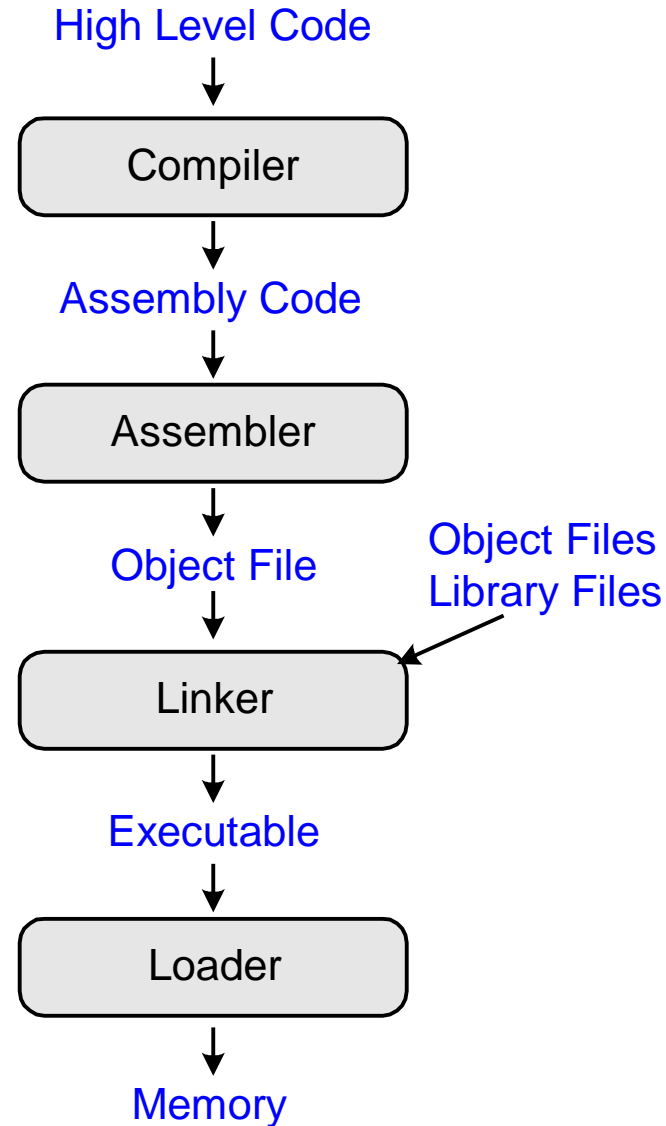 High Level Code
Compiler
Assembly Code
Assembler
Object File
Object Files
Library Files
Linker
Executable
Loader
Memory